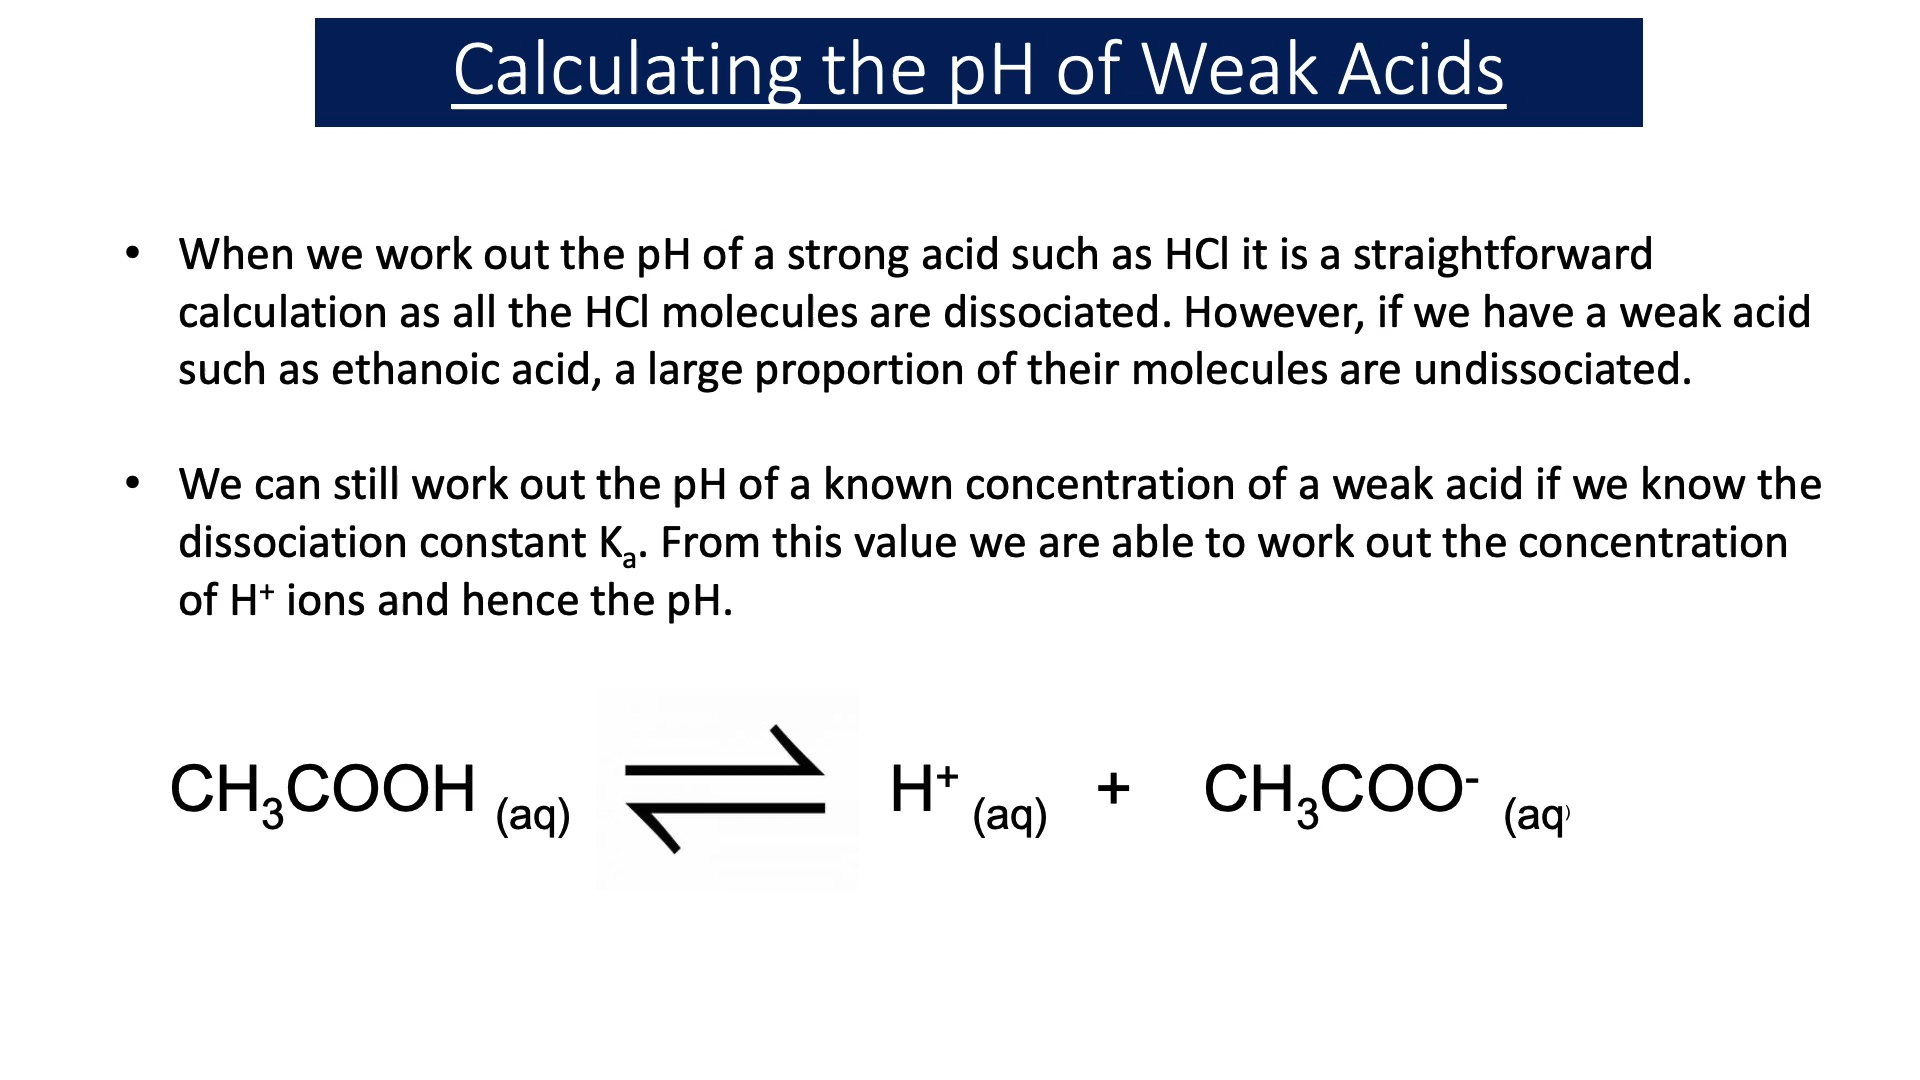 Calculating the pH of Weak Acids
• When we work out the pH of a strong acid such as HCl it is a straightforward
calculation as all the HCl molecules are dissociated. However, if we have a weak acid
such as ethanoic acid, a large proportion of their molecules are undissociated.
• We can still work out the pH of a known concentration of a weak acid if we know the
dissociation constant Kₐ. From this value we are able to work out the concentration
of H⁺ ions and hence the pH.
CH₃COOH (aq) ⇌ H⁺ (aq) + CH₃COO⁻ (aq)